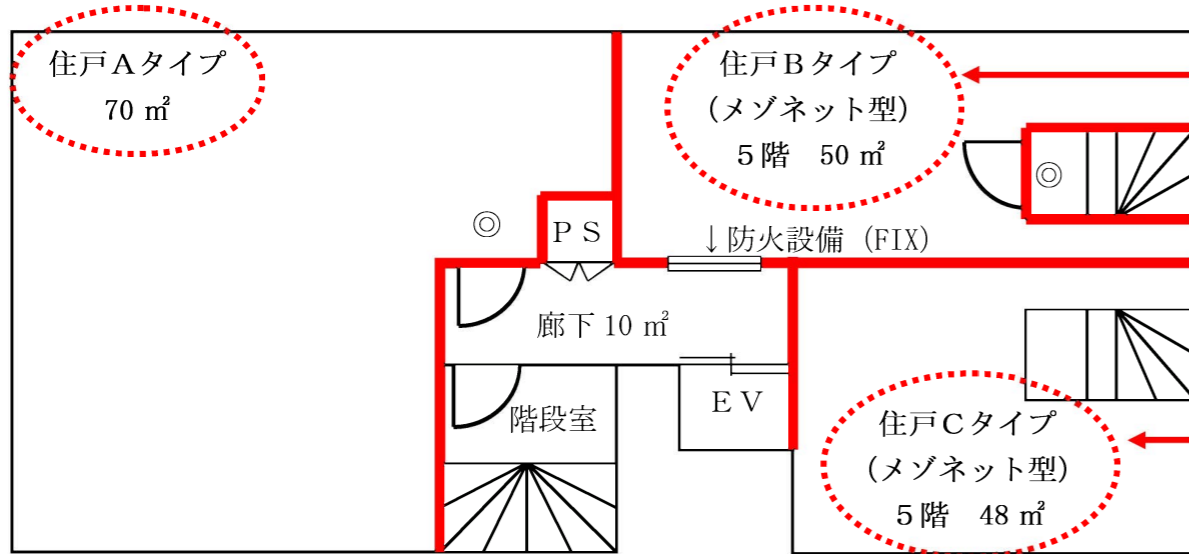 住戸Aタイプ
70 ㎡
住戸Bタイプ
(メゾネット型)
5階 50 ㎡
◎
◎
PS
↓防火設備 (FIX)
廊下 10 ㎡
EV
階段室
住戸Cタイプ
(メゾネット型)
5階 48 ㎡